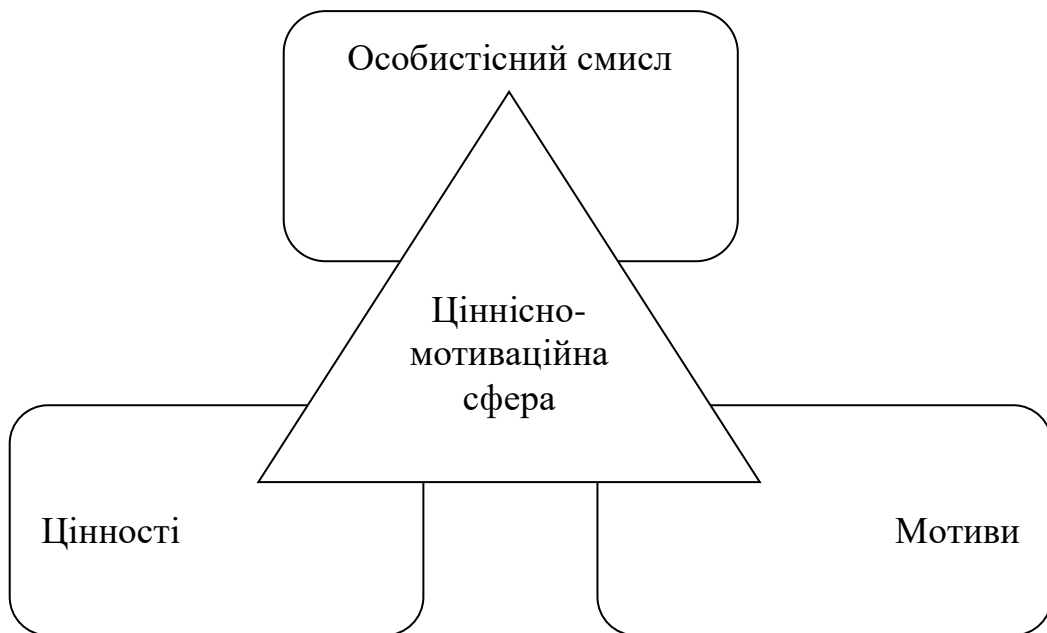 Особистісний смисл
Ціннісно-
мотиваційна
сфера
Цінності
Мотиви